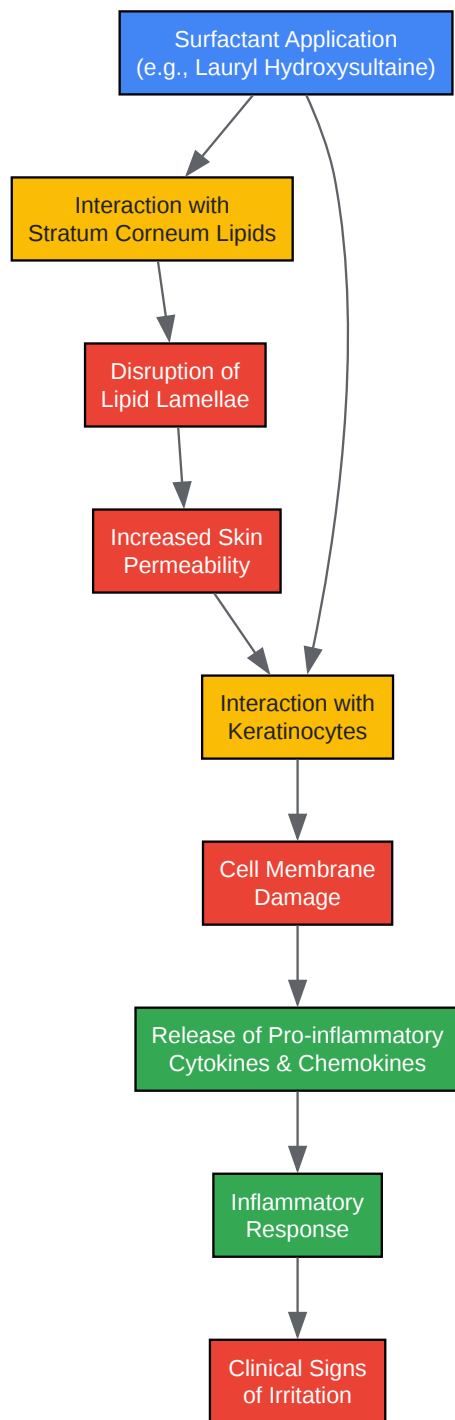 Surfactant Application
(e.g., Lauryl Hydroxysultaine)
Interaction with
Stratum Corneum Lipids
Disruption of
Lipid Lamellae
Increased Skin
Permeability
Interaction with
Keratinocytes
Cell Membrane
Damage
Release of Pro-inflammatory
Cytokines & Chemokines
Inflammatory
Response
Clinical Signs
of Irritation